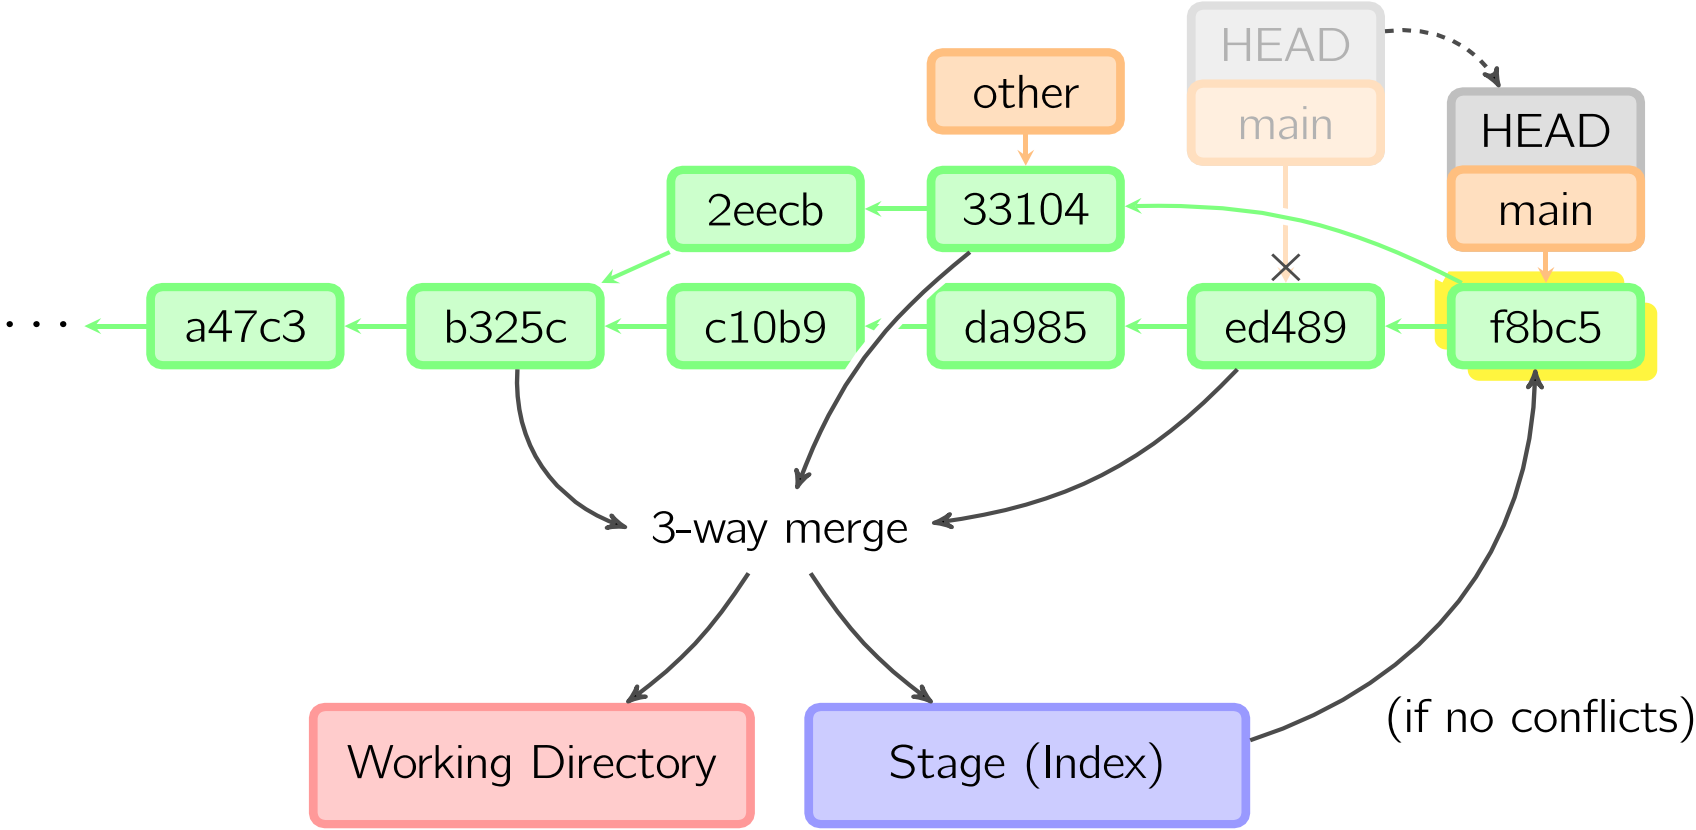 HEAD
other
main
HEAD
2eecb
33104
main
... a47c3 b325c c10b9 da985 ed489 f8bc5
3-way merge
(if no conflicts)
Working Directory
Stage (Index)